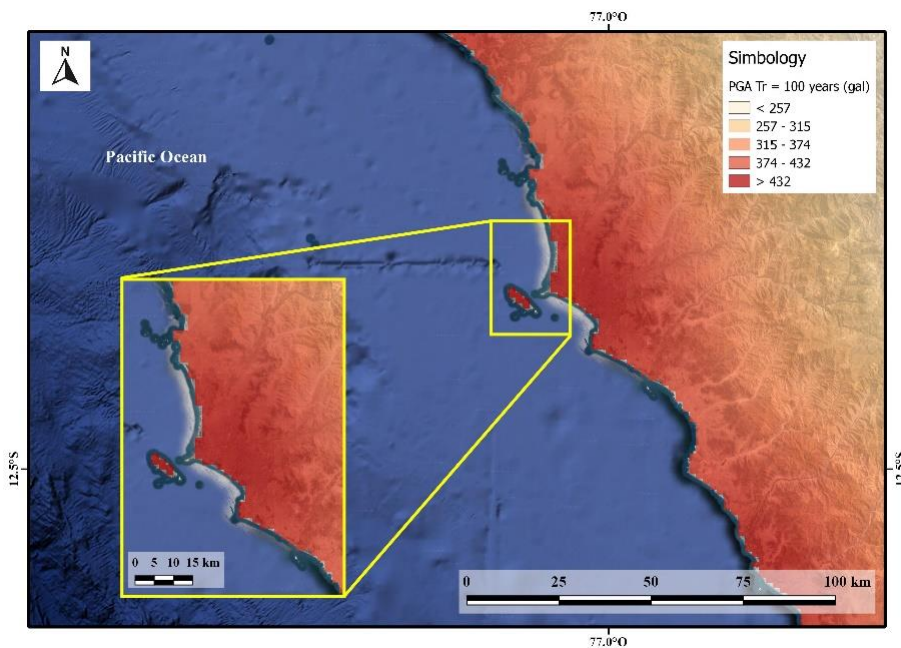 77.0°O
N
Simbology
PGA Tr = 100 years (gal)
< 257
257 - 315
315 - 374
374 - 432
> 432
Pacific Ocean
12.5°S
12.5°S
0 5 10 15 km
0 25 50 75 100 km
77.0°O